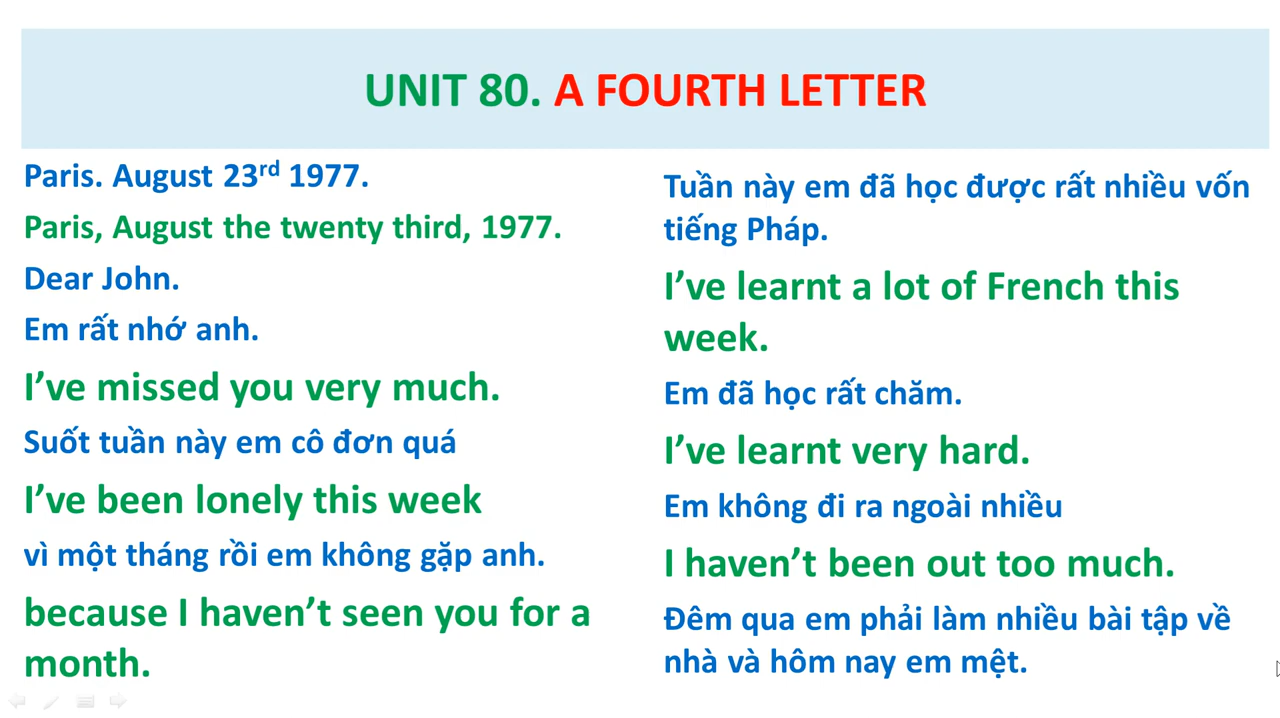 UNIT 80. A FOURTH LETTER
Paris. August 23rd 1977.
Paris, August the twenty third, 1977.
Dear John.
Em rất nhớ anh.
I’ve missed you very much.
Suốt tuần này em cô đơn quá
I’ve been lonely this week
vì một tháng rồi em không gặp anh.
because I haven’t seen you for a
month.
Tuần này em đã học được rất nhiều vốn
tiếng Pháp.
I’ve learnt a lot of French this
week.
Em đã học rất chăm.
I’ve learnt very hard.
Em không đi ra ngoài nhiều
I haven’t been out too much.
Đêm qua em phải làm nhiều bài tập về
nhà và hôm nay em mệt.